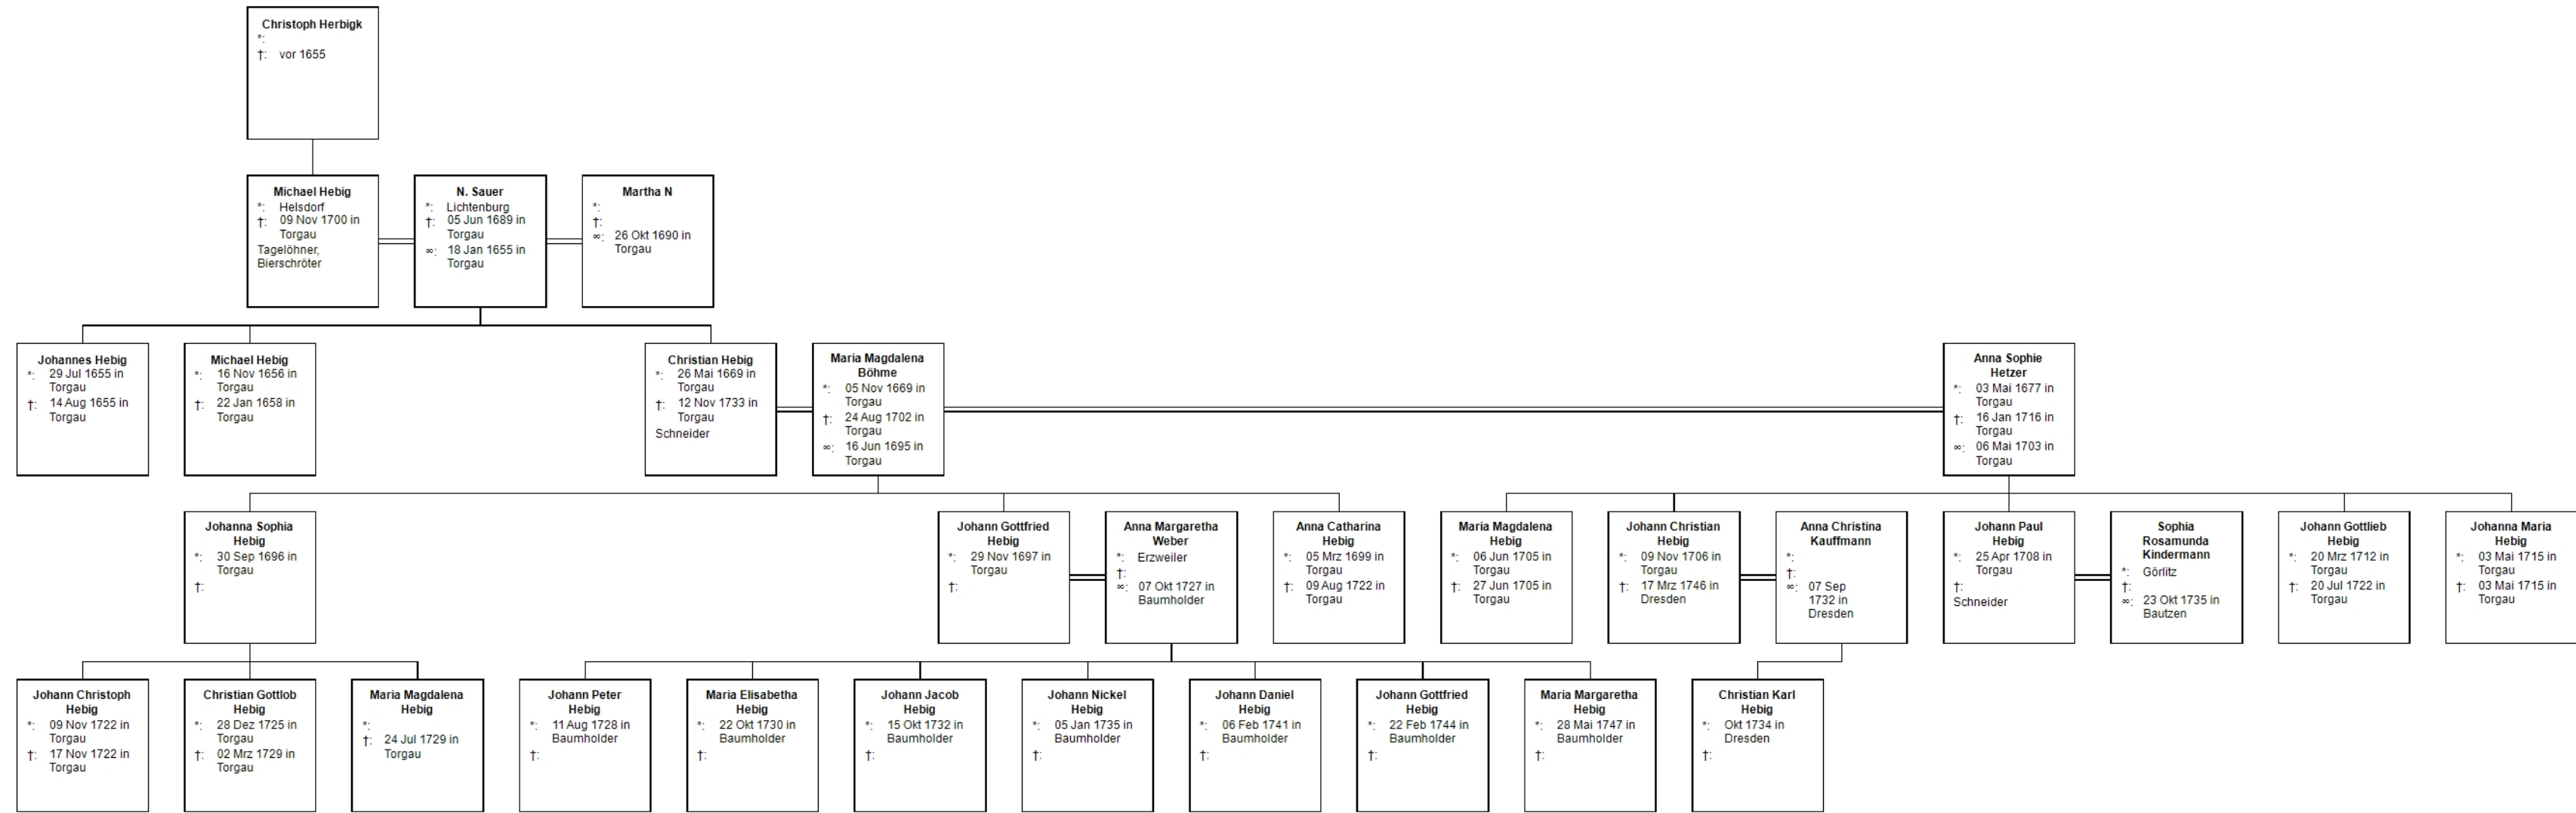 Christoph Herbigk
*:
†: vor 1655
Michael Hebig
*: Helsdorf
†: 09 Nov 1700 in
Torgau
Tagelöhner,
Bierschröter
N. Sauer
*: Lichtenburg
†: 05 Jun 1689 in
Torgau
∞: 18 Jan 1655 in
Torgau
Martha N
*:
†:
∞: 26 Okt 1690 in
Torgau
Johannes Hebig
*: 29 Jul 1655 in
Torgau
†: 14 Aug 1655 in
Torgau
Michael Hebig
*: 16 Nov 1656 in
Torgau
†: 22 Jan 1658 in
Torgau
Christian Hebig
*: 26 Mai 1669 in
Torgau
†: 12 Nov 1733 in
Torgau
Schneider
Maria Magdalena
Böhme
*: 05 Nov 1669 in
Torgau
†: 24 Aug 1702 in
Torgau
∞: 16 Jun 1695 in
Torgau
Anna Sophie
Hetzer
*: 03 Mai 1677 in
Torgau
†: 16 Jan 1716 in
Torgau
∞: 06 Mai 1703 in
Torgau
Johanna Sophia
Hebig
*: 30 Sep 1696 in
Torgau
†:
Johann Gottfried
Hebig
*: 29 Nov 1697 in
Torgau
†:
Anna Margaretha
Weber
*: Erzweiler
†:
∞: 07 Okt 1727 in
Baumholder
Anna Catharina
Hebig
*: 05 Mrz 1699 in
Torgau
†: 09 Aug 1722 in
Torgau
Maria Magdalena
Hebig
*: 06 Jun 1705 in
Torgau
†: 27 Jun 1705 in
Torgau
Johann Christian
Hebig
*: 09 Nov 1706 in
Torgau
†: 17 Mrz 1746 in
Dresden
Anna Christina
Kauffmann
*:
†:
∞: 07 Sep
1732 in
Dresden
Johann Paul
Hebig
*: 25 Apr 1708 in
Torgau
†:
Schneider
Sophia
Rosamunda
Kindermann
*: Görlitz
†:
∞: 23 Okt 1735 in
Bautzen
Johann Gottlieb
Hebig
*: 20 Mrz 1712 in
Torgau
†: 20 Jul 1722 in
Torgau
Johanna Maria
Hebig
*: 03 Mai 1715 in
Torgau
†: 03 Mai 1715 in
Torgau
Johann Christoph
Hebig
*: 09 Nov 1722 in
Torgau
†: 17 Nov 1722 in
Torgau
Christian Gottlob
Hebig
*: 28 Dez 1725 in
Torgau
†: 02 Mrz 1729 in
Torgau
Maria Magdalena
Hebig
*:
†: 24 Jul 1729 in
Torgau
Johann Peter
Hebig
*: 11 Aug 1728 in
Baumholder
†:
Maria Elisabetha
Hebig
*: 22 Okt 1730 in
Baumholder
†:
Johann Jacob
Hebig
*: 15 Okt 1732 in
Baumholder
†:
Johann Nickel
Hebig
*: 05 Jan 1735 in
Baumholder
†:
Johann Daniel
Hebig
*: 06 Feb 1741 in
Baumholder
†:
Johann Gottfried
Hebig
*: 22 Feb 1744 in
Baumholder
†:
Maria Margaretha
Hebig
*: 28 Mai 1747 in
Baumholder
†:
Christian Karl
Hebig
*: Okt 1734 in
Dresden
†: